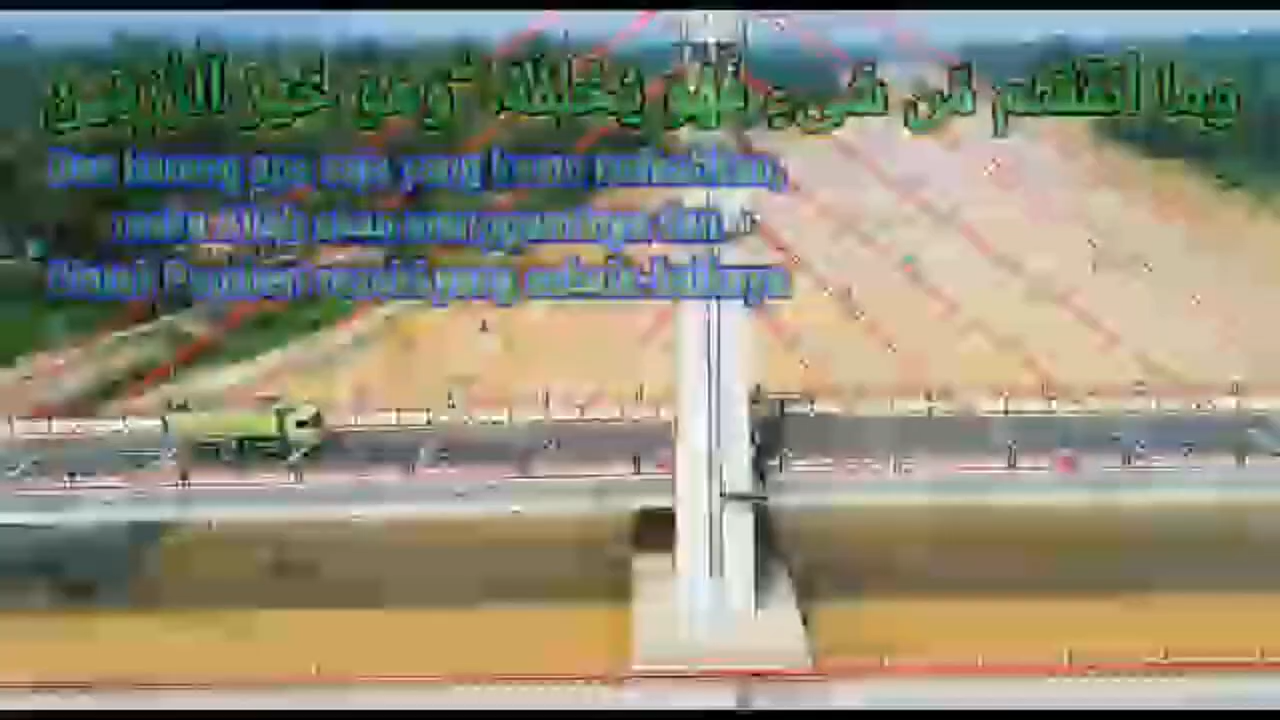 وما أنفقتم من شيء فهو يخلفه وهو خير الرازقين
Dan barang apa saja yang kamu nafkahkan,
maka Allah akan menggantinya dan
Dialah Pemberi rezeki yang sebaik-baiknya